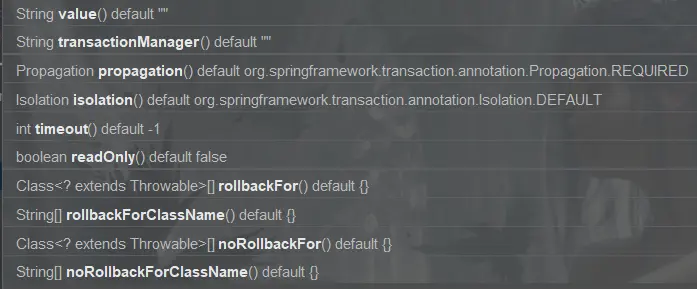 String value() default ""
String transactionManager() default ""
Propagation propagation() default org.springframework.transaction.annotation.Propagation.REQUIRED
Isolation isolation() default org.springframework.transaction.annotation.Isolation.DEFAULT
int timeout() default -1
boolean readOnly() default false
Class<? extends Throwable>[] rollbackFor() default {}
String[] rollbackForClassName() default {}
Class<? extends Throwable>[] noRollbackFor() default {}
String[] noRollbackForClassName() default {}